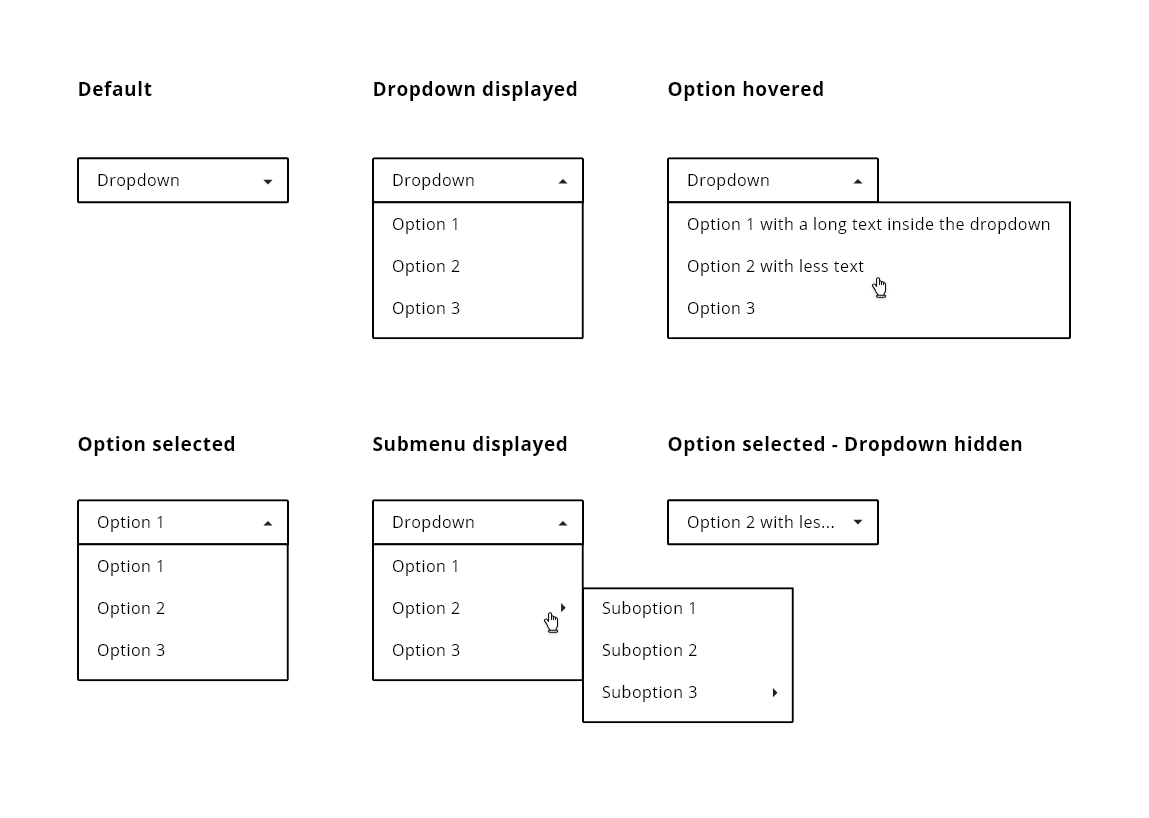 Default
Dropdown
Dropdown displayed
Dropdown
Option 1
Option 2
Option 3
Option hovered
Dropdown
Option 1 with a long text inside the dropdown
Option 2 with less text
Option 3
Option selected
Option 1
Option 1
Option 2
Option 3
Submenu displayed
Dropdown
Option 1
Option 2
Option 3
Suboption 1
Suboption 2
Suboption 3
Option selected - Dropdown hidden
Option 2 with les...